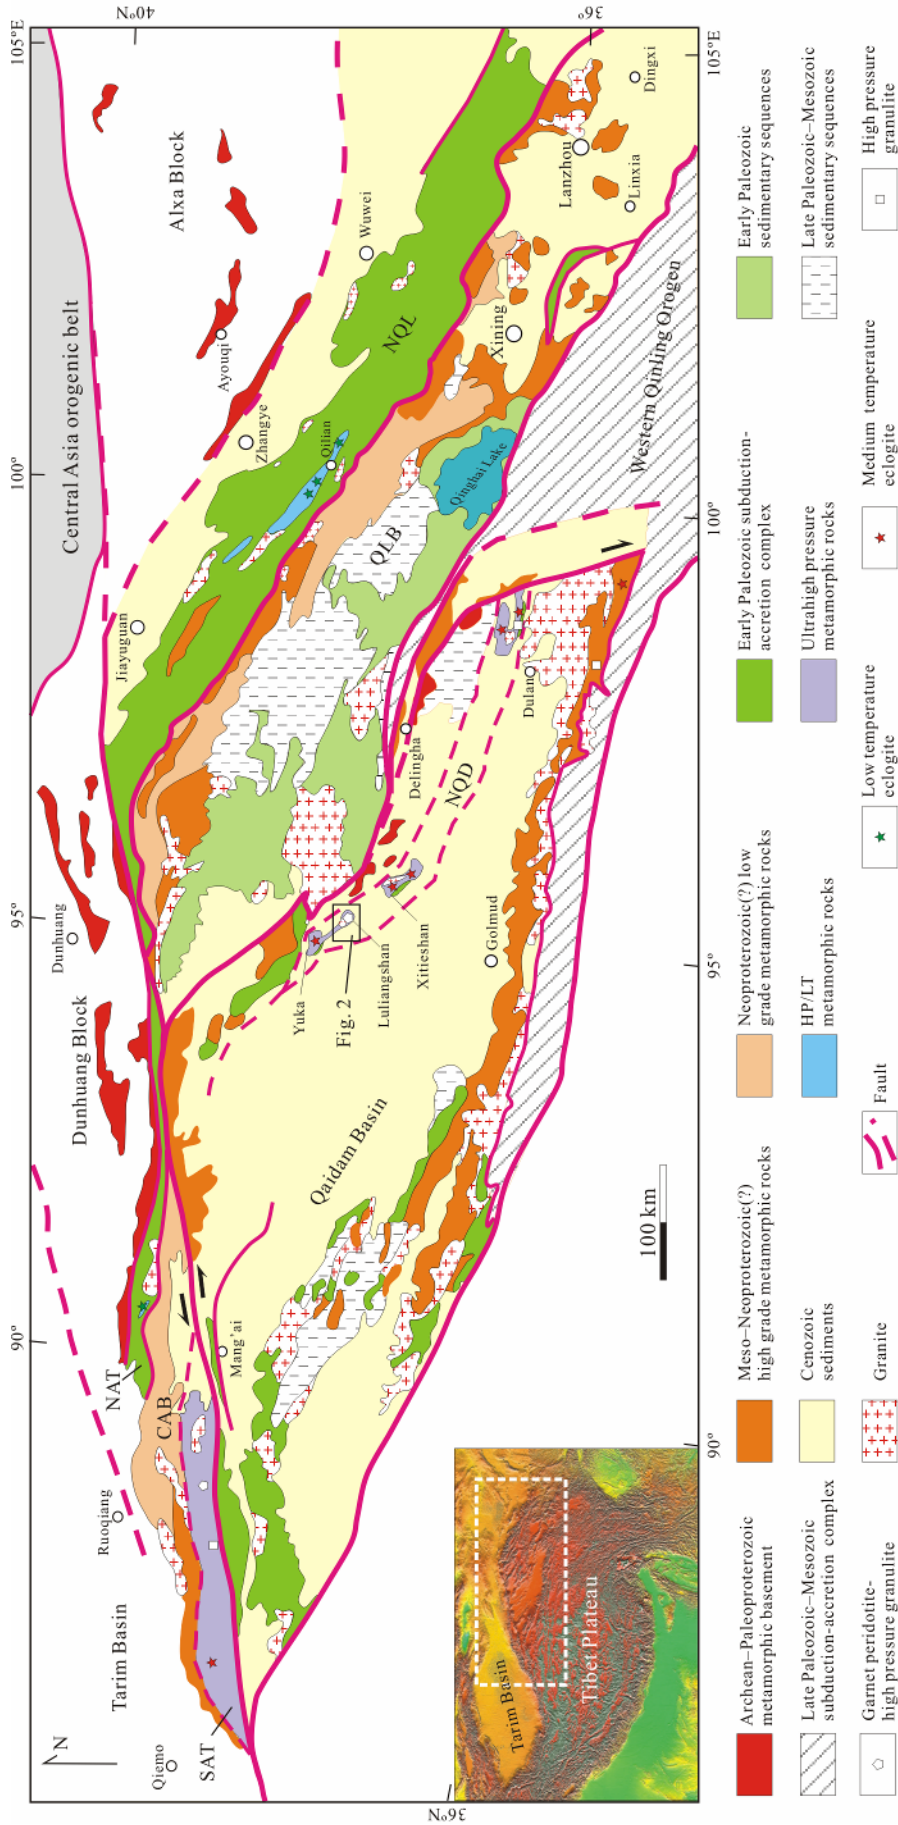 90°
95°
100°
105°E
40°N
36°
36°N
90°
95°
100°
105°E
N
Tarim Basin
Qiemo
Ruoqiang
SAT
CAB
NAT
Mang'ai
Dunhuang Block
Dunhuang
Central Asia orogenic belt
Jiayuguan
Zhangye
Ayouqi
Alxa Block
Wuwei
Qilian
NQL
QLB
Qinghai Lake
Xining
Lanzhou
Linxia
Dingxi
Western Qinling Orogen
Qaidam Basin
Yuka
Fig. 2
Luliangshan
Xitieshan
Golmud
NQD
Delingha
Dulan
100 km
Tarim Basin
Tibet Plateau
Archean–Paleoproterozoic
metamorphic basement
Meso–Neoproterozoic(?)
high grade metamorphic rocks
Neoproterozoic(?) low
grade metamorphic rocks
Early Paleozoic subduction-
accretion complex
Early Paleozoic
sedimentary sequences
Late Paleozoic–Mesozoic
subduction-accretion complex
Cenozoic
sediments
HP/LT
metamorphic rocks
Ultrahigh pressure
metamorphic rocks
Late Paleozoic–Mesozoic
sedimentary sequences
Garnet peridotite-
high pressure granulite
Granite
Fault
Low temperature
eclogite
Medium temperature
eclogite
High pressure
granulite